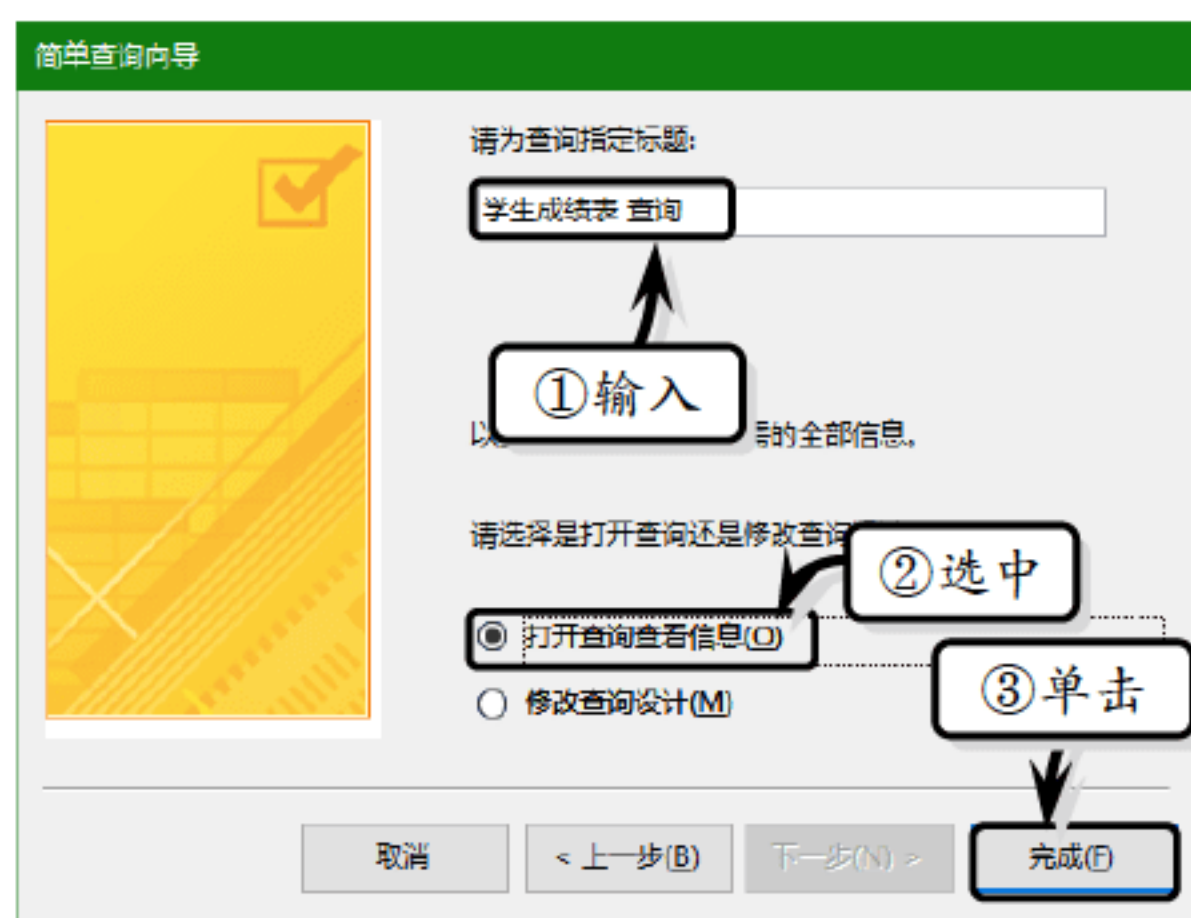 简单查询向导
请为查询指定标题:
学生成绩表 查询
①输入
以
的全部信息。
请选择是打开查询还是修改查询
②选中
打开查询查看信息(O)
③单击
修改查询设计(M)
取消
< 上一步(B)
下一步(N) >
完成(F)